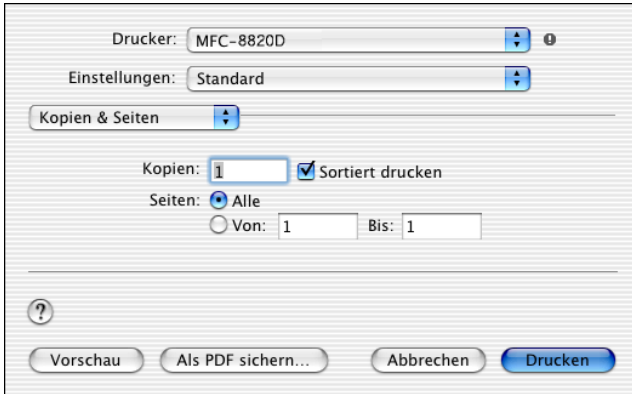 Drucker: MFC-8820D
Einstellungen: Standard
Kopien & Seiten
Kopien: 1 Sortiert drucken
Seiten: Alle
Von: 1 Bis: 1
?
Vorschau Als PDF sichern... Abbrechen Drucken